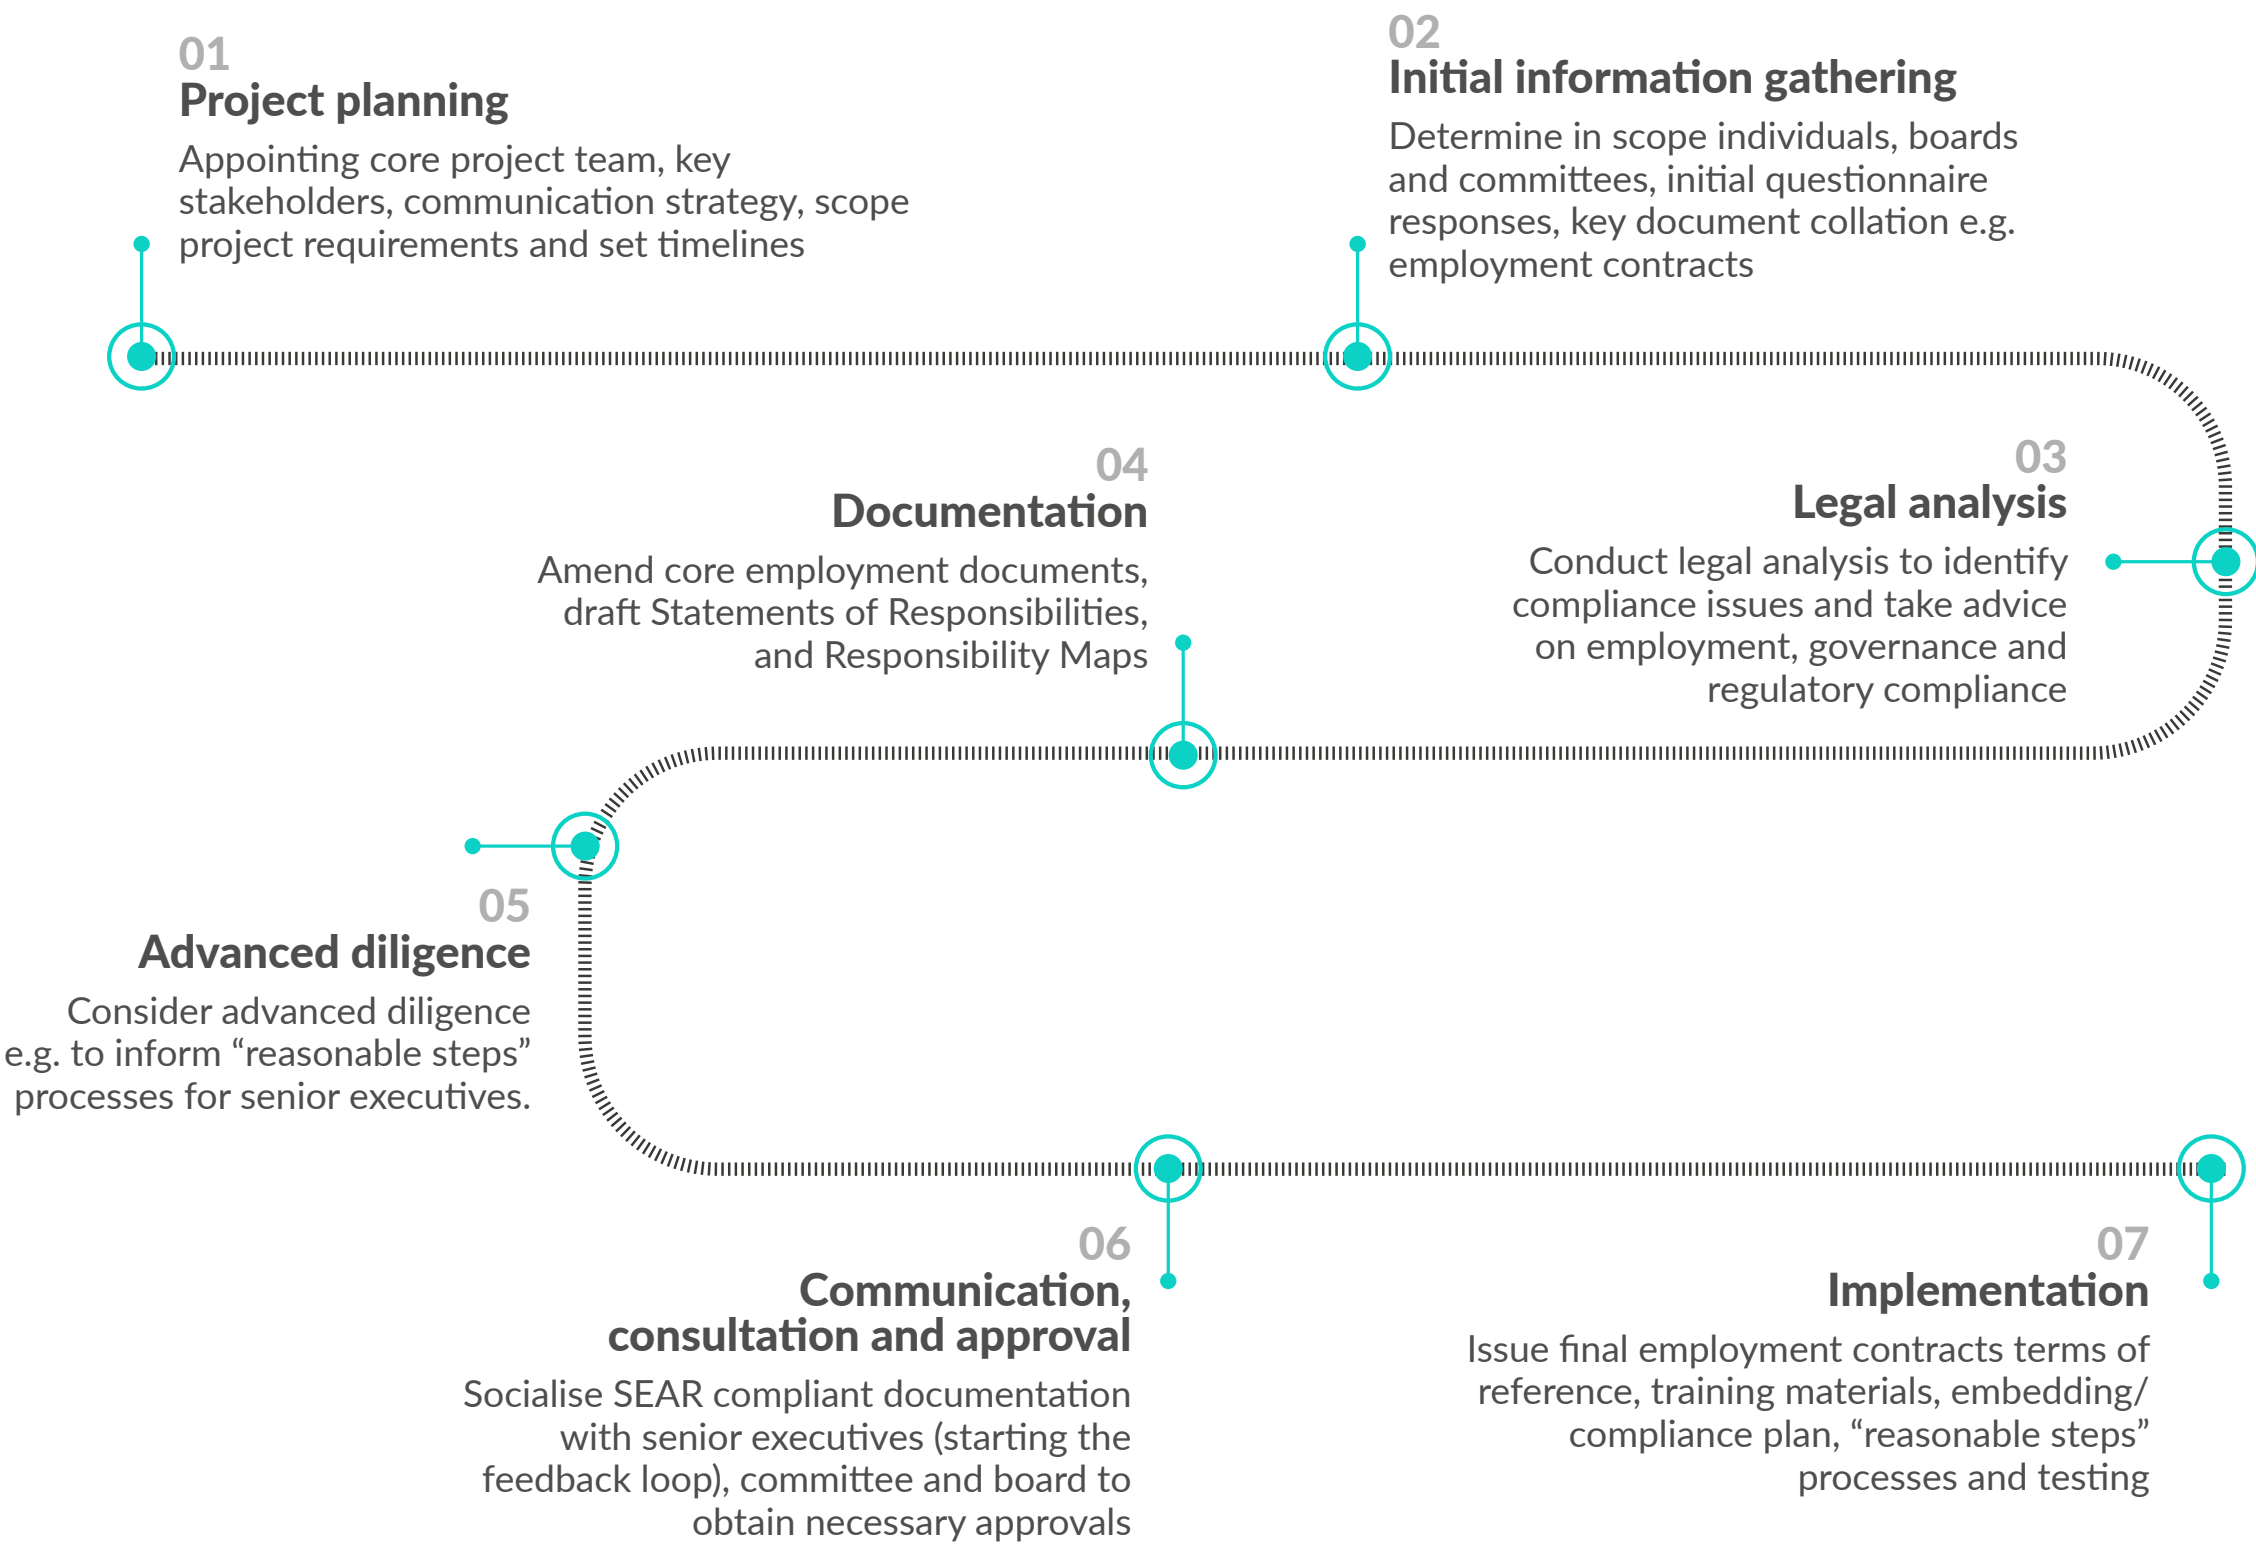 01
Project planning
Appointing core project team, key
stakeholders, communication strategy, scope
project requirements and set timelines
02
Initial information gathering
Determine in scope individuals, boards
and committees, initial questionnaire
responses, key document collation e.g.
employment contracts
03
Legal analysis
Conduct legal analysis to identify
compliance issues and take advice
on employment, governance and
regulatory compliance
04
Documentation
Amend core employment documents,
draft Statements of Responsibilities,
and Responsibility Maps
05
Advanced diligence
Consider advanced diligence
e.g. to inform “reasonable steps”
processes for senior executives.
06
Communication,
consultation and approval
Socialise SEAR compliant documentation
with senior executives (starting the
feedback loop), committee and board to
obtain necessary approvals
07
Implementation
Issue final employment contracts terms of
reference, training materials, embedding/
compliance plan, “reasonable steps”
processes and testing